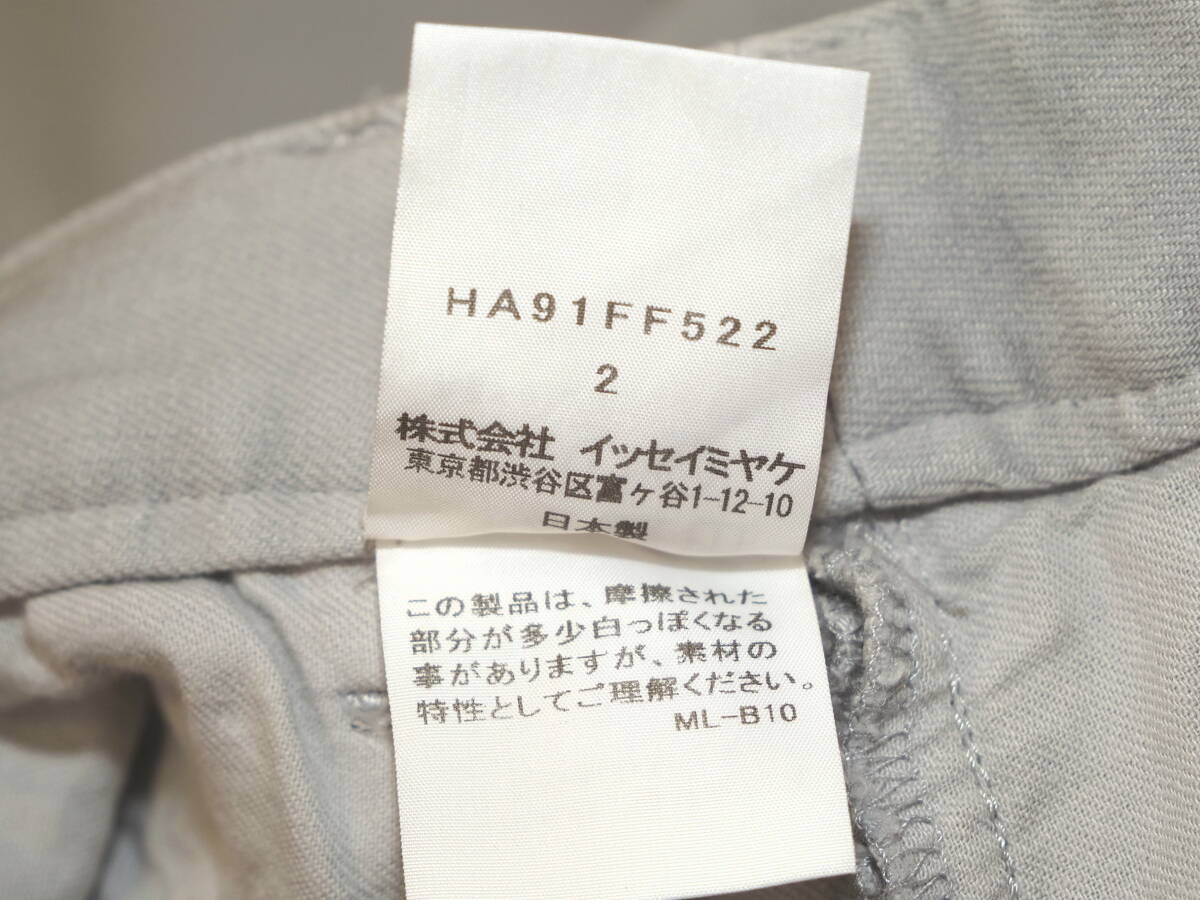 HA91FF522
2
株式会社 イッセイミヤケ
東京都渋谷区富ヶ谷1-12-10
日本製
この製品は、摩擦された
部分が多少白っぽくなる
事がありますが、素材の
特性としてご理解ください。
ML-B10